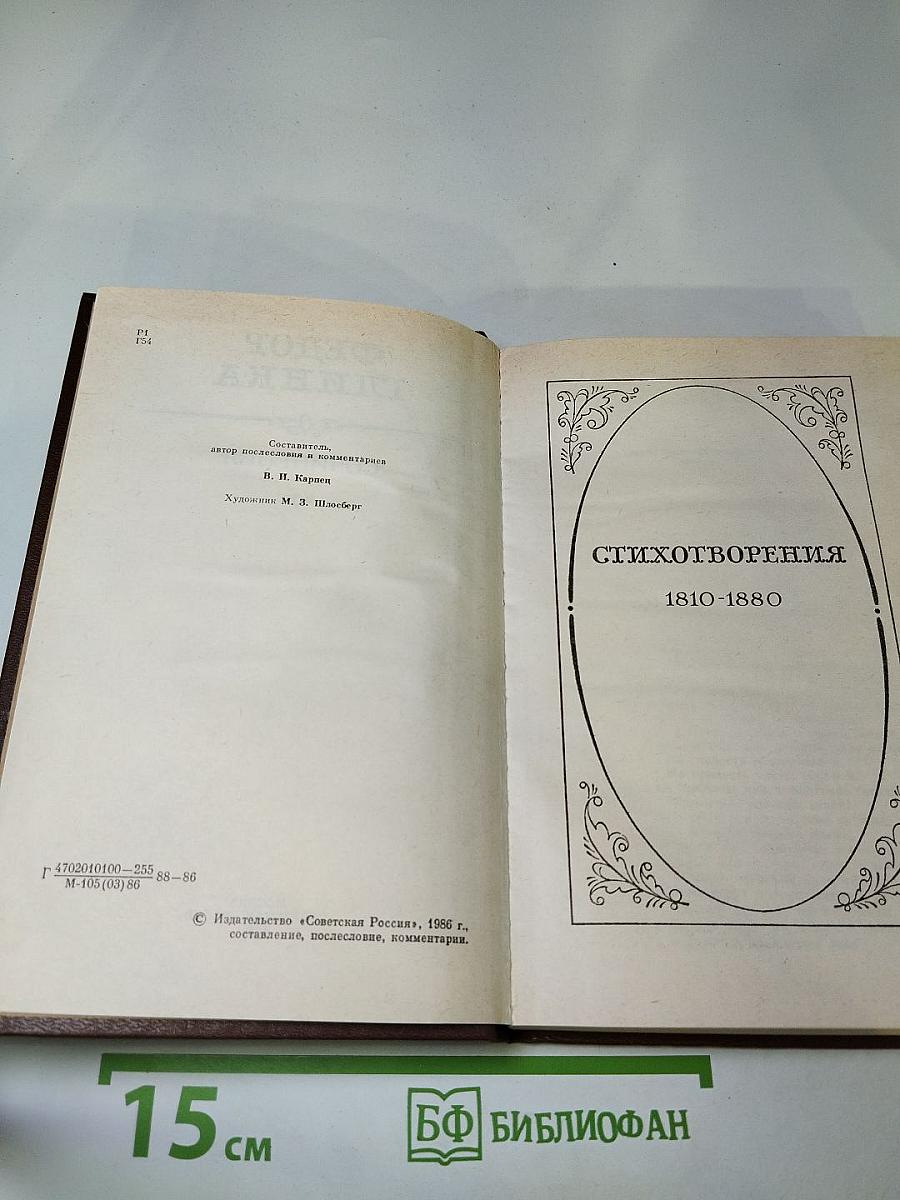 Р1
Г54
Составитель,
автор послесловия и комментариев
В. И. Карпец
Художник М. З. Шлосберг
Г 4702010100—255 88—86
М-105(03)86
© Издательство «Советская Россия», 1986 г.,
составление, послесловие, комментарии.
СТИХОТВОРЕНИЯ
1810-1880
15 см
БФ БИБЛИОФАН